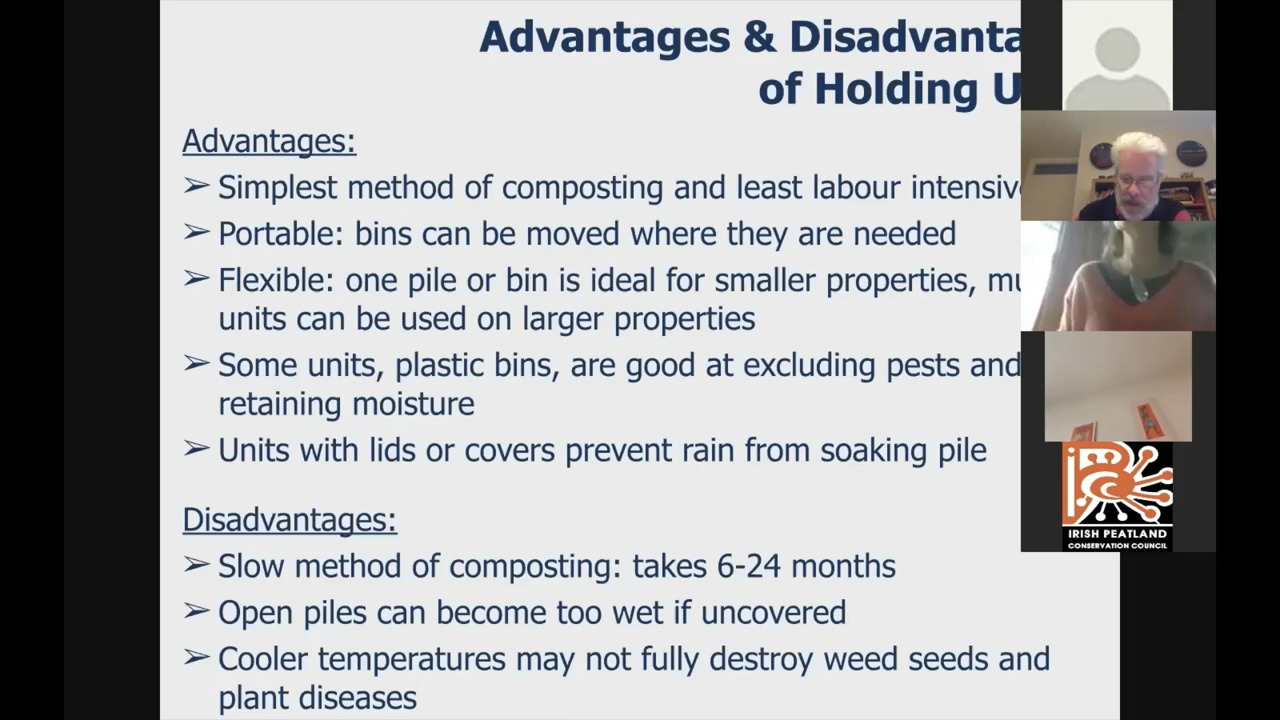 Advantages & Disadvanta
of Holding U
Advantages:
➢ Simplest method of composting and least labour intensive
➢ Portable: bins can be moved where they are needed
➢ Flexible: one pile or bin is ideal for smaller properties, mu
units can be used on larger properties
➢ Some units, plastic bins, are good at excluding pests and
retaining moisture
➢ Units with lids or covers prevent rain from soaking pile
Disadvantages:
➢ Slow method of composting: takes 6-24 months
➢ Open piles can become too wet if uncovered
➢ Cooler temperatures may not fully destroy weed seeds and
plant diseases
IRISH PEATLAND
CONSERVATION COUNCIL